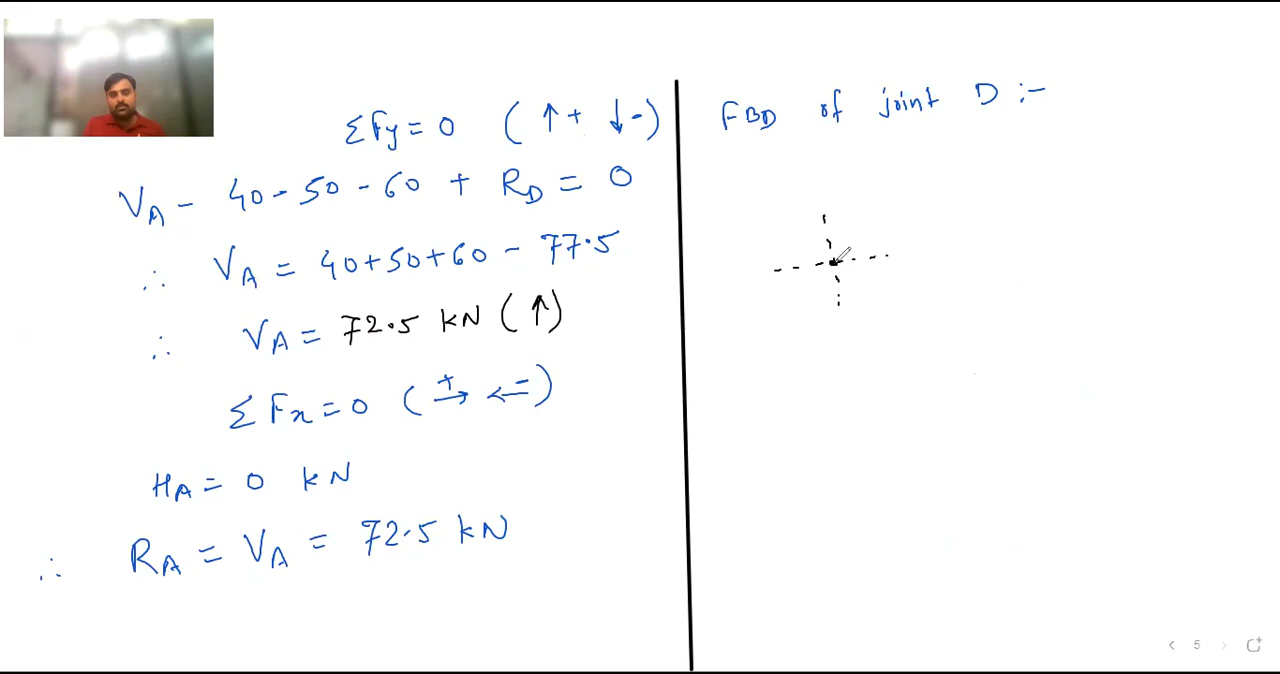 ΣFy = 0 (↑+ ↓-)
VA - 40 - 50 - 60 + RD = 0
∴ VA = 40+50+60 - 77.5
∴ VA = 72.5 kN (↑)
ΣFx = 0 (+→ ←-)
HA = 0 kN
∴ RA = VA = 72.5 kN
FBD of joint D :-
< 5 >